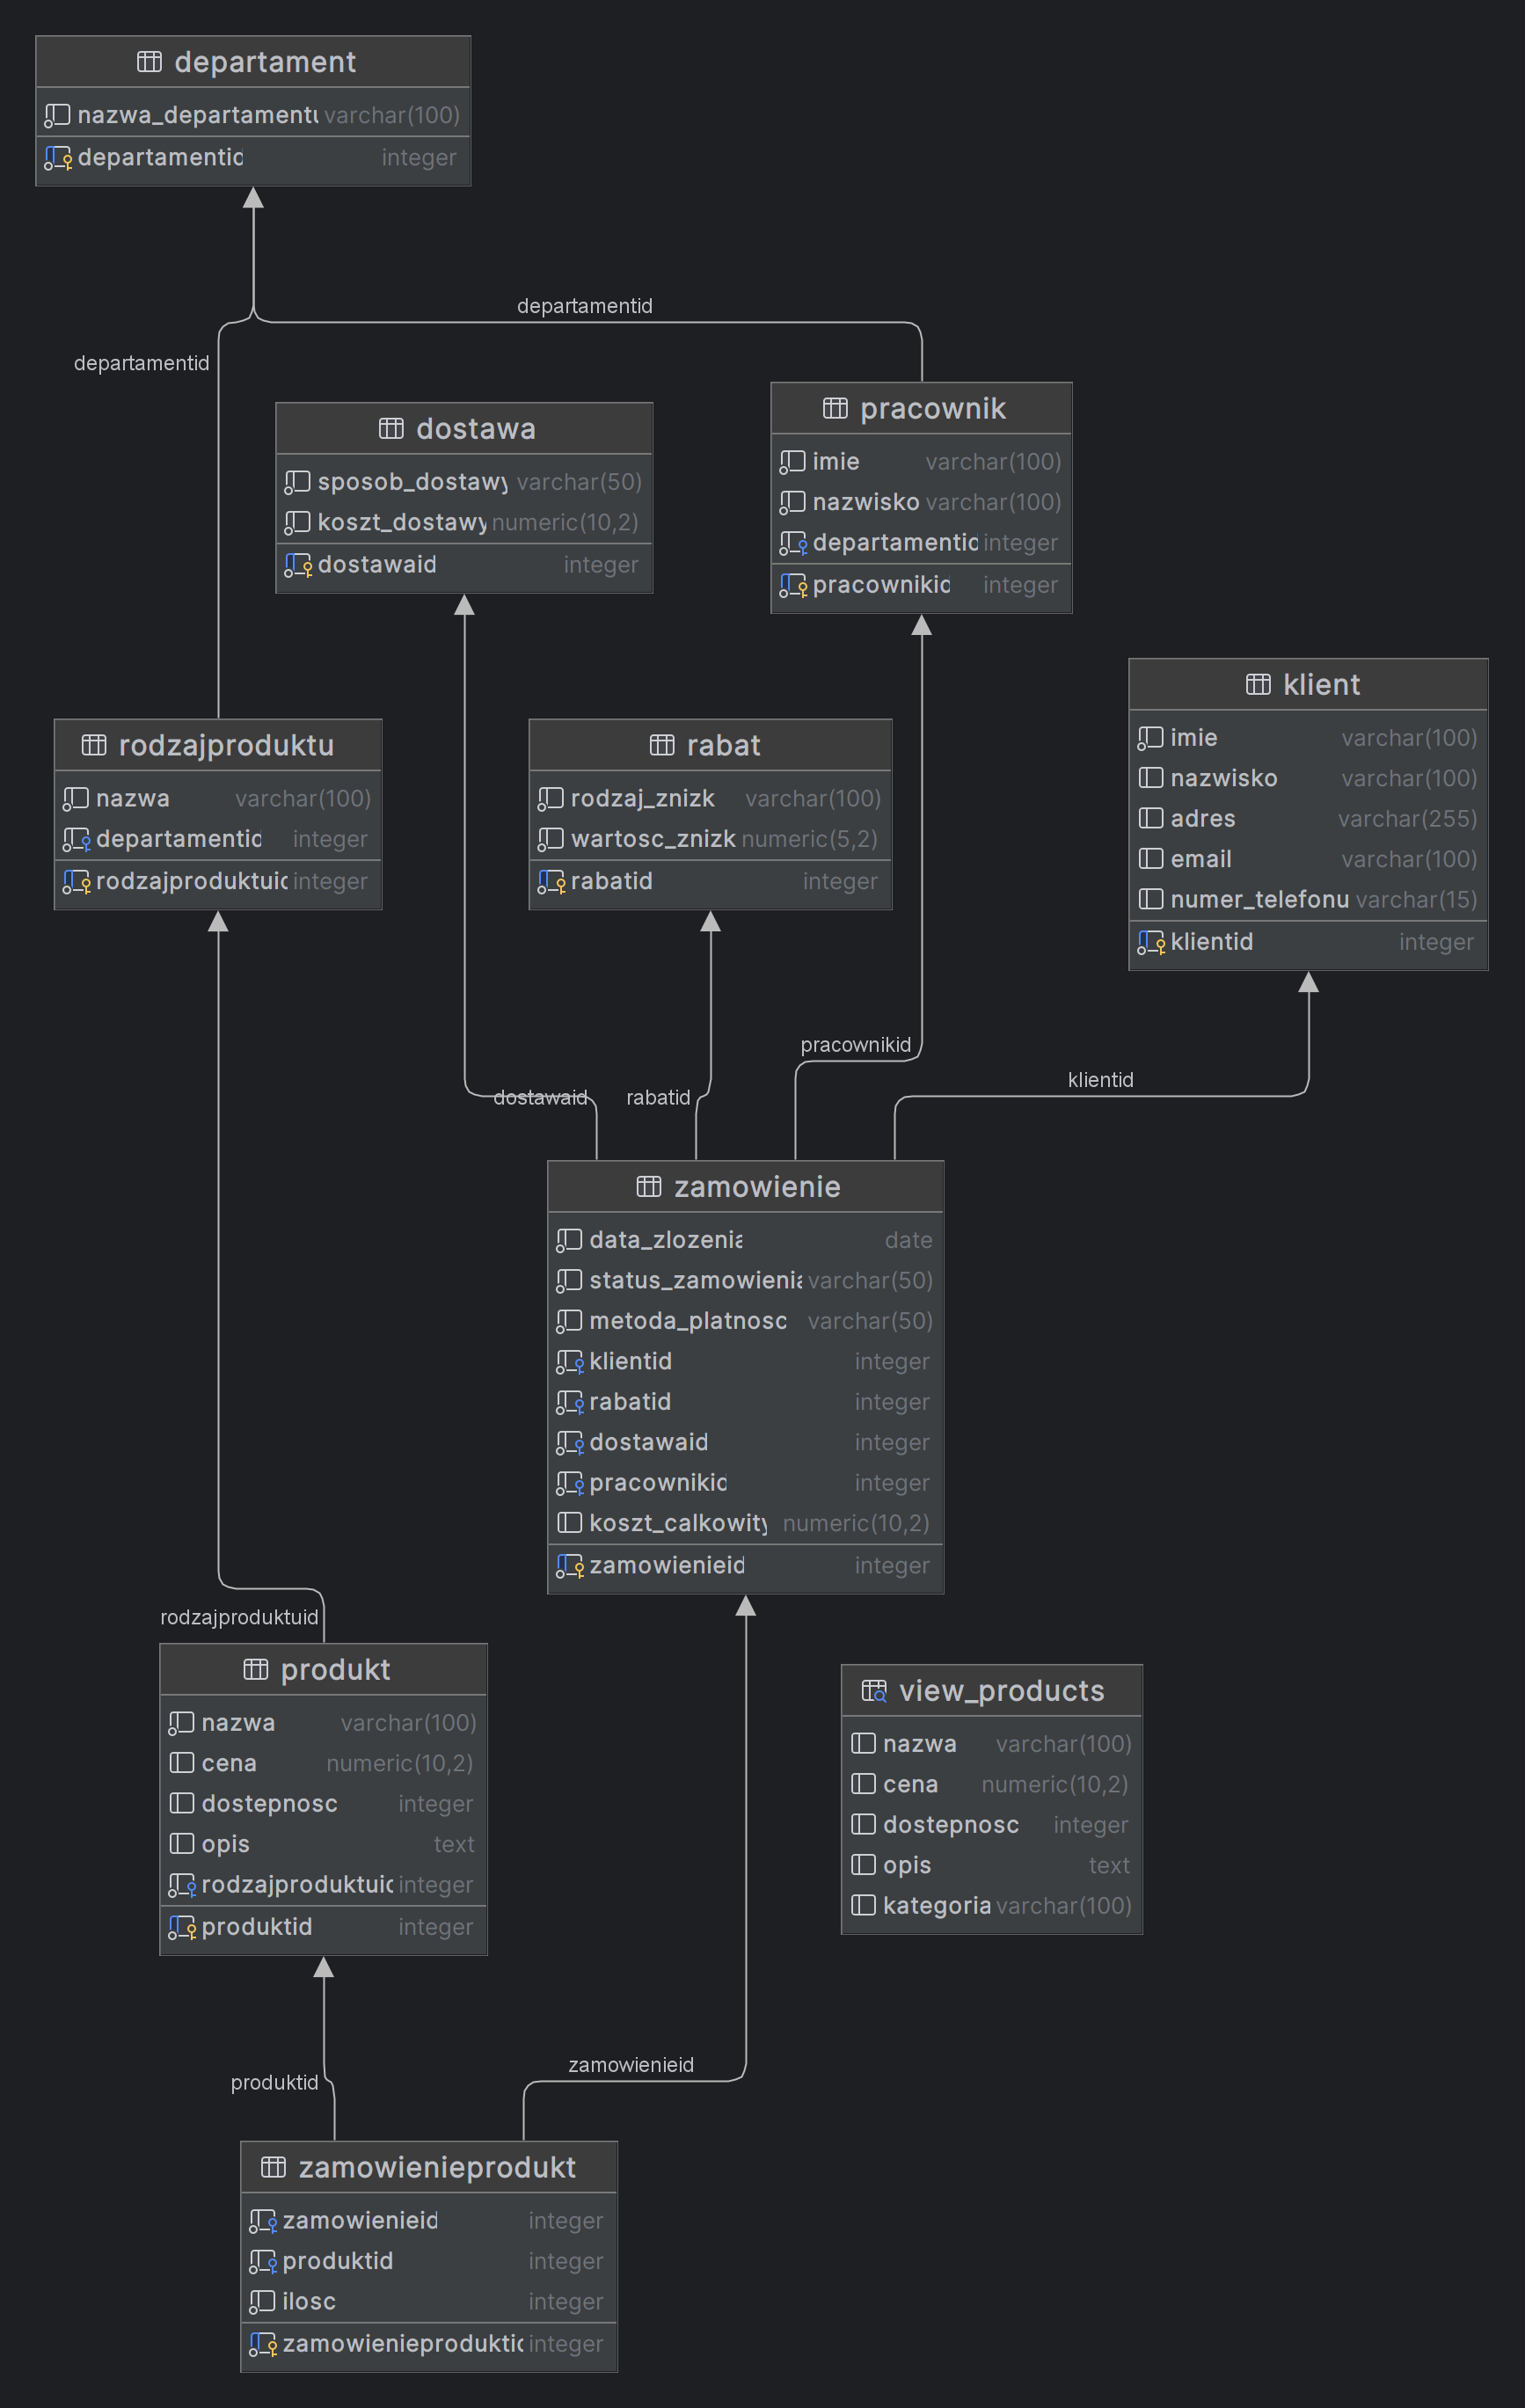 departament
nazwa_departamentu varchar(100)
departamentid integer
departamentid
departamentid
dostawa
sposob_dostawy varchar(50)
koszt_dostawy numeric(10,2)
dostawaid integer
pracownik
imie varchar(100)
nazwisko varchar(100)
departamentid integer
pracownikid integer
klient
imie varchar(100)
nazwisko varchar(100)
adres varchar(255)
email varchar(100)
numer_telefonu varchar(15)
klientid integer
rodzajproduktu
nazwa varchar(100)
departamentid integer
rodzajproduktuid integer
rabat
rodzaj_znizk varchar(100)
wartosc_znizk numeric(5,2)
rabatid integer
pracownikid
klientid
dostawaid
rabatid
zamowienie
data_zlozenia date
status_zamowienia varchar(50)
metoda_platnosc varchar(50)
klientid integer
rabatid integer
dostawaid integer
pracownikid integer
koszt_calkowity numeric(10,2)
zamowienieid integer
rodzajproduktuid
produkt
nazwa varchar(100)
cena numeric(10,2)
dostepnosc integer
opis text
rodzajproduktuid integer
produktid integer
view_products
nazwa varchar(100)
cena numeric(10,2)
dostepnosc integer
opis text
kategoria varchar(100)
zamowienieid
produktid
zamowienieprodukt
zamowienieid integer
produktid integer
ilosc integer
zamowienieproduktid integer